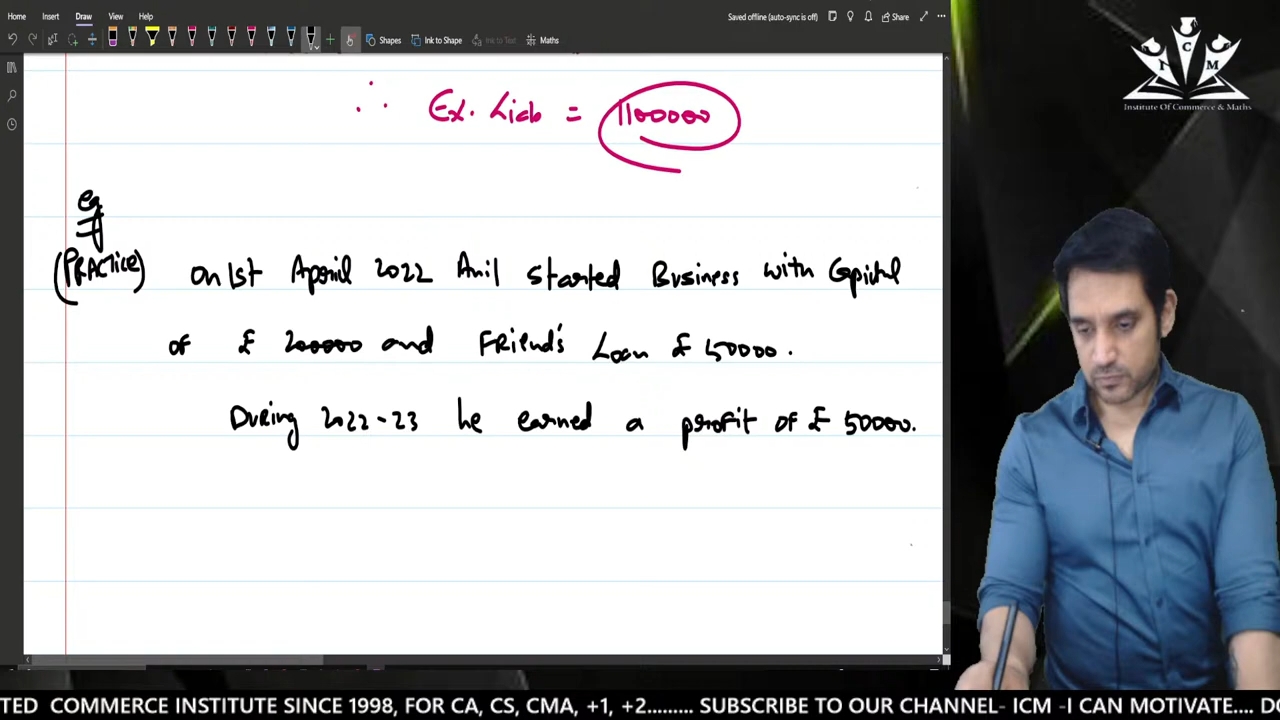 Home Insert Draw View Help
Saved offline (auto-sync is off)
Share
Shapes Ink to Shape Ink to Text Maths
I C M
Institute Of Commerce & Maths
∴ Ex. Liab = 1100000
eg
(PRACTICE) On 1st April 2022 Anil started Business with Capital
of £ 200000 and Friend's Loan £ 50000.
During 2022-23 he earned a profit of £ 50000.
TED COMMERCE INSTITUTE SINCE 1998, FOR CA, CS, CMA, +1, +2......... SUBSCRIBE TO OUR CHANNEL- ICM -I CAN MOTIVATE.... DO